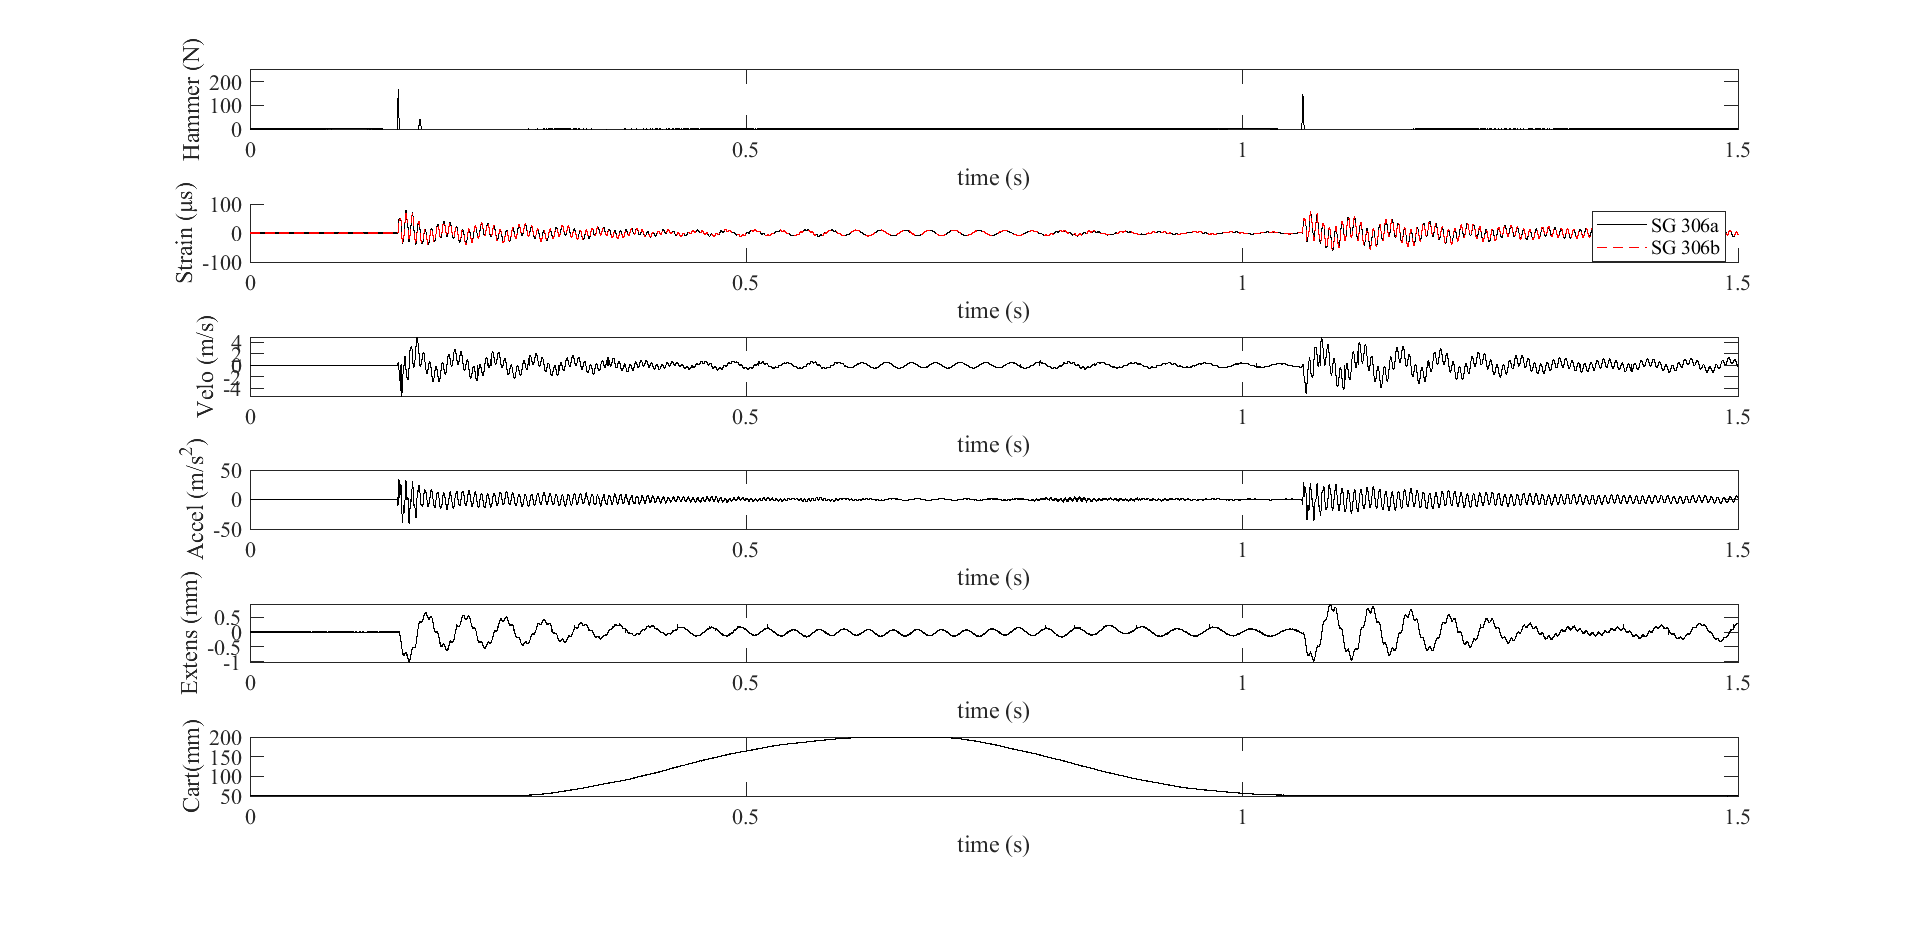 Hammer (N)
200
100
0
0 0.5 1 1.5
time (s)
Strain (μs)
100
0
-100
SG 306a
SG 306b
0 0.5 1 1.5
time (s)
Velo (m/s)
4
2
0
-2
-4
0 0.5 1 1.5
time (s)
Accel (m/s²)
50
0
-50
0 0.5 1 1.5
time (s)
Extens (mm)
0.5
0
-0.5
-1
0 0.5 1 1.5
time (s)
Cart(mm)
200
150
100
50
0 0.5 1 1.5
time (s)